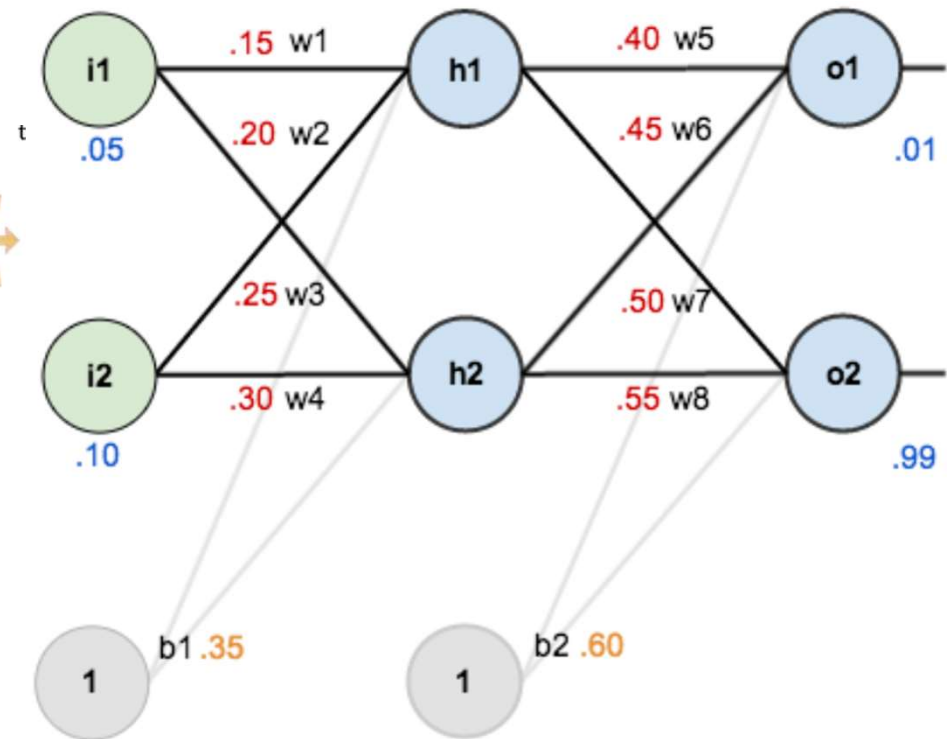 i1 .15 w1 h1 .40 w5 o1
t .20 w2 .45 w6
.05 .01
.25 w3 .50 w7
i2 h2 o2
.30 w4 .55 w8
.10 .99
b1 .35 b2 .60
1 1